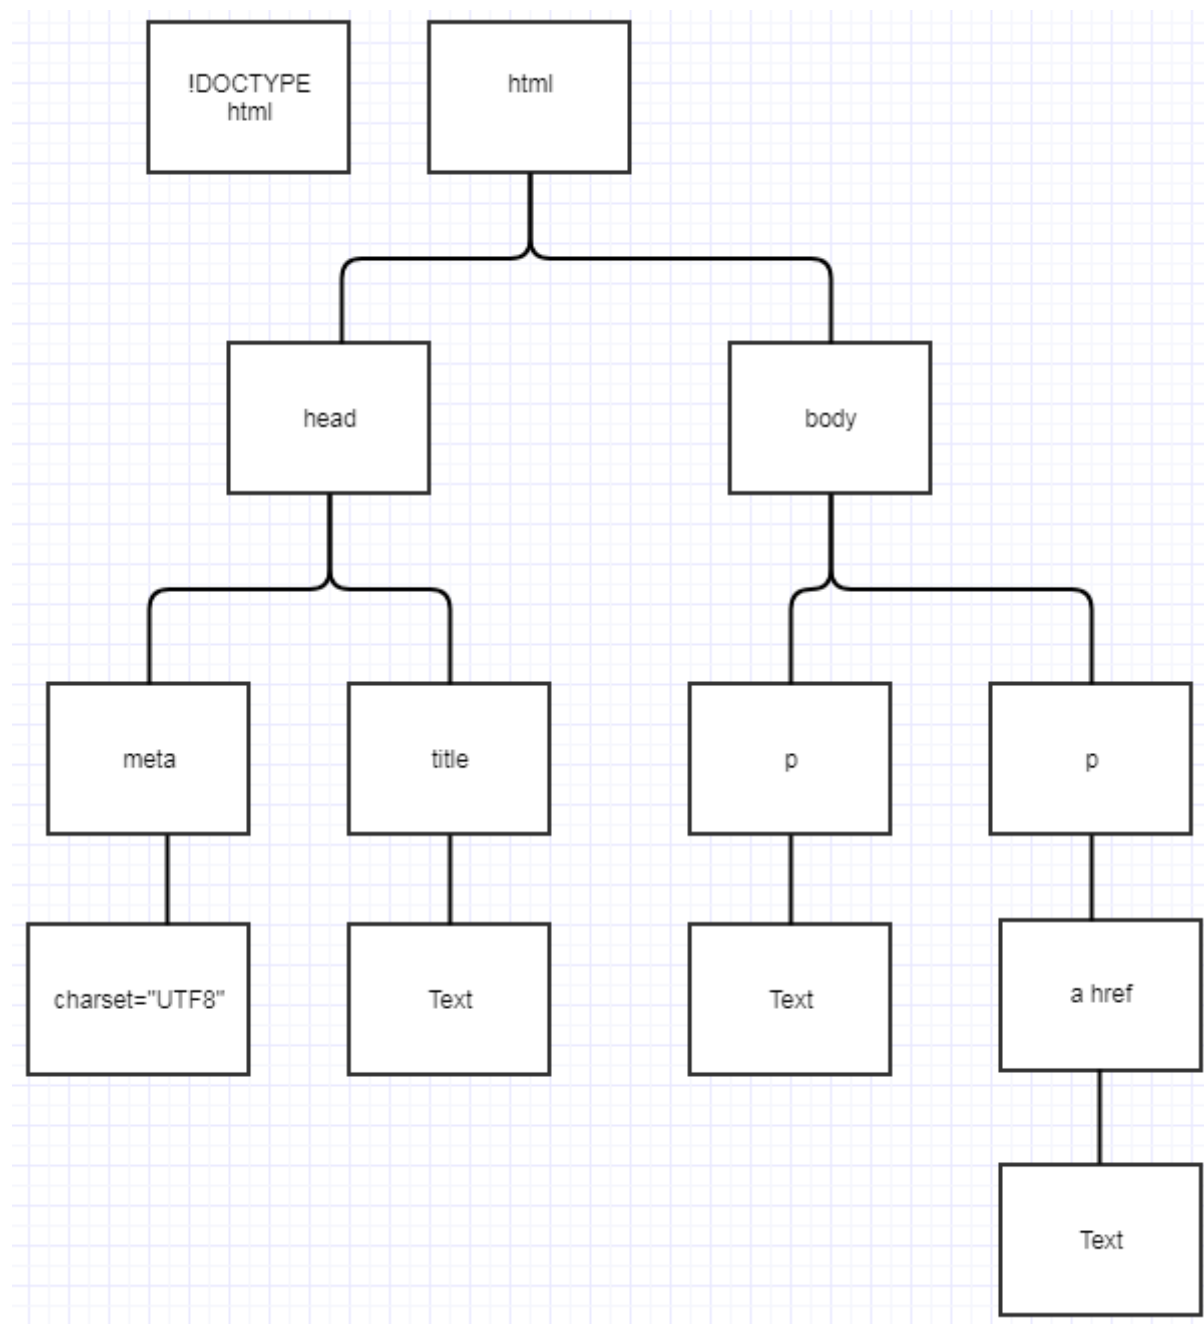 !DOCTYPE
html
html
head
body
meta
title
p
p
charset="UTF8"
Text
Text
a href
Text